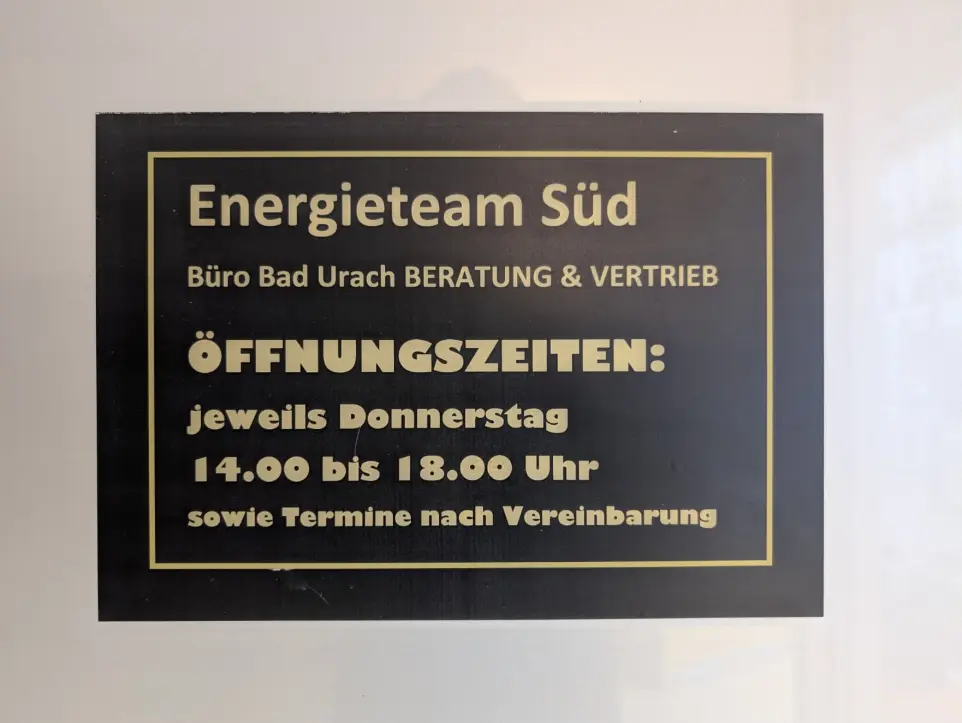 Energieteam Süd
Büro Bad Urach BERATUNG & VERTRIEB
ÖFFNUNGSZEITEN:
jeweils Donnerstag
14.00 bis 18.00 Uhr
sowie Termine nach Vereinbarung